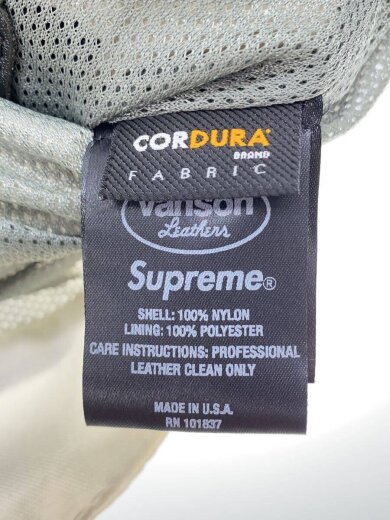 CORDURA®
BRAND
FABRIC
Vanson
Leathers
Supreme®
SHELL: 100% NYLON
LINING: 100% POLYESTER
CARE INSTRUCTIONS: PROFESSIONAL
LEATHER CLEAN ONLY
MADE IN U.S.A.
RN 101837